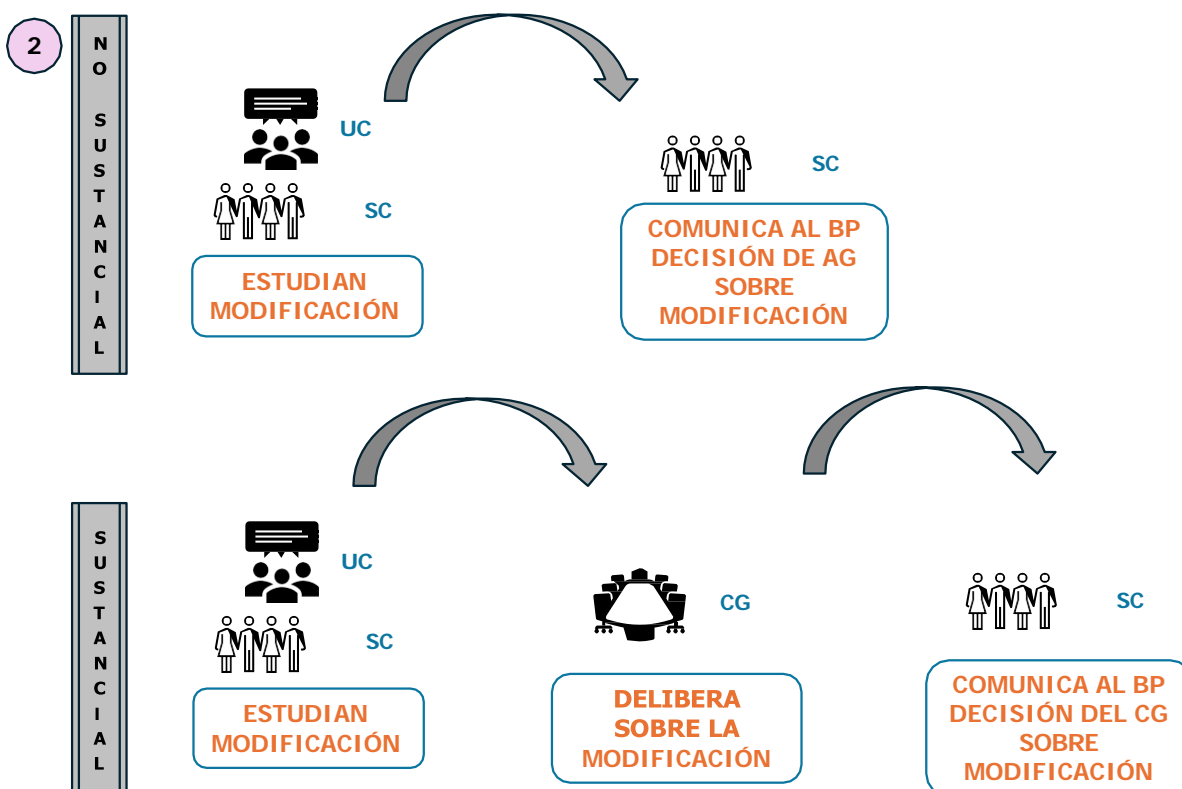 2
NO SUSTANCIAL
UC
SC
ESTUDIAN
MODIFICACIÓN
SC
COMUNICA AL BP
DECISIÓN DE AG
SOBRE
MODIFICACIÓN
SUSTANCIAL
UC
SC
ESTUDIAN
MODIFICACIÓN
CG
DELIBERA
SOBRE LA
MODIFICACIÓN
SC
COMUNICA AL BP
DECISIÓN DEL CG
SOBRE
MODIFICACIÓN